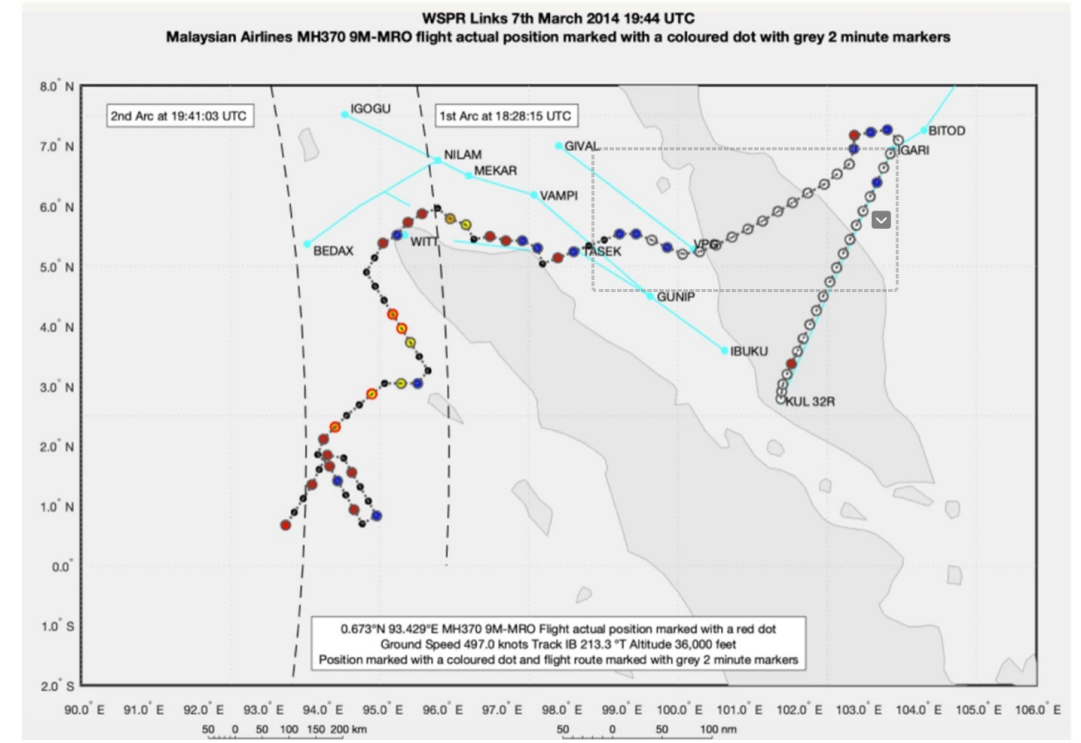 WSPR Links 7th March 2014 19:44 UTC
Malaysian Airlines MH370 9M-MRO flight actual position marked with a coloured dot with grey 2 minute markers
8.0° N
2nd Arc at 19:41:03 UTC
IGOGU
1st Arc at 18:28:15 UTC
BITOD
7.0° N
NILAM
GIVAL
IGARI
MEKAR
6.0° N
VAMPI
BEDAX
WITT
TASEK
VPG
5.0° N
GUNIP
4.0° N
IBUKU
3.0° N
KUL 32R
2.0° N
1.0° N
0.0°
1.0° S
0.673°N 93.429°E MH370 9M-MRO Flight actual position marked with a red dot
Ground Speed 497.0 knots Track IB 213.3 °T Altitude 36,000 feet
Position marked with a coloured dot and flight route marked with grey 2 minute markers
2.0° S
90.0° E 91.0° E 92.0° E 93.0° E 94.0° E 95.0° E 96.0° E 97.0° E 98.0° E 99.0° E 100.0° E 101.0° E 102.0° E 103.0° E 104.0° E 105.0° E 106.0° E
50 0 50 100 150 200 km
50 0 50 100 nm